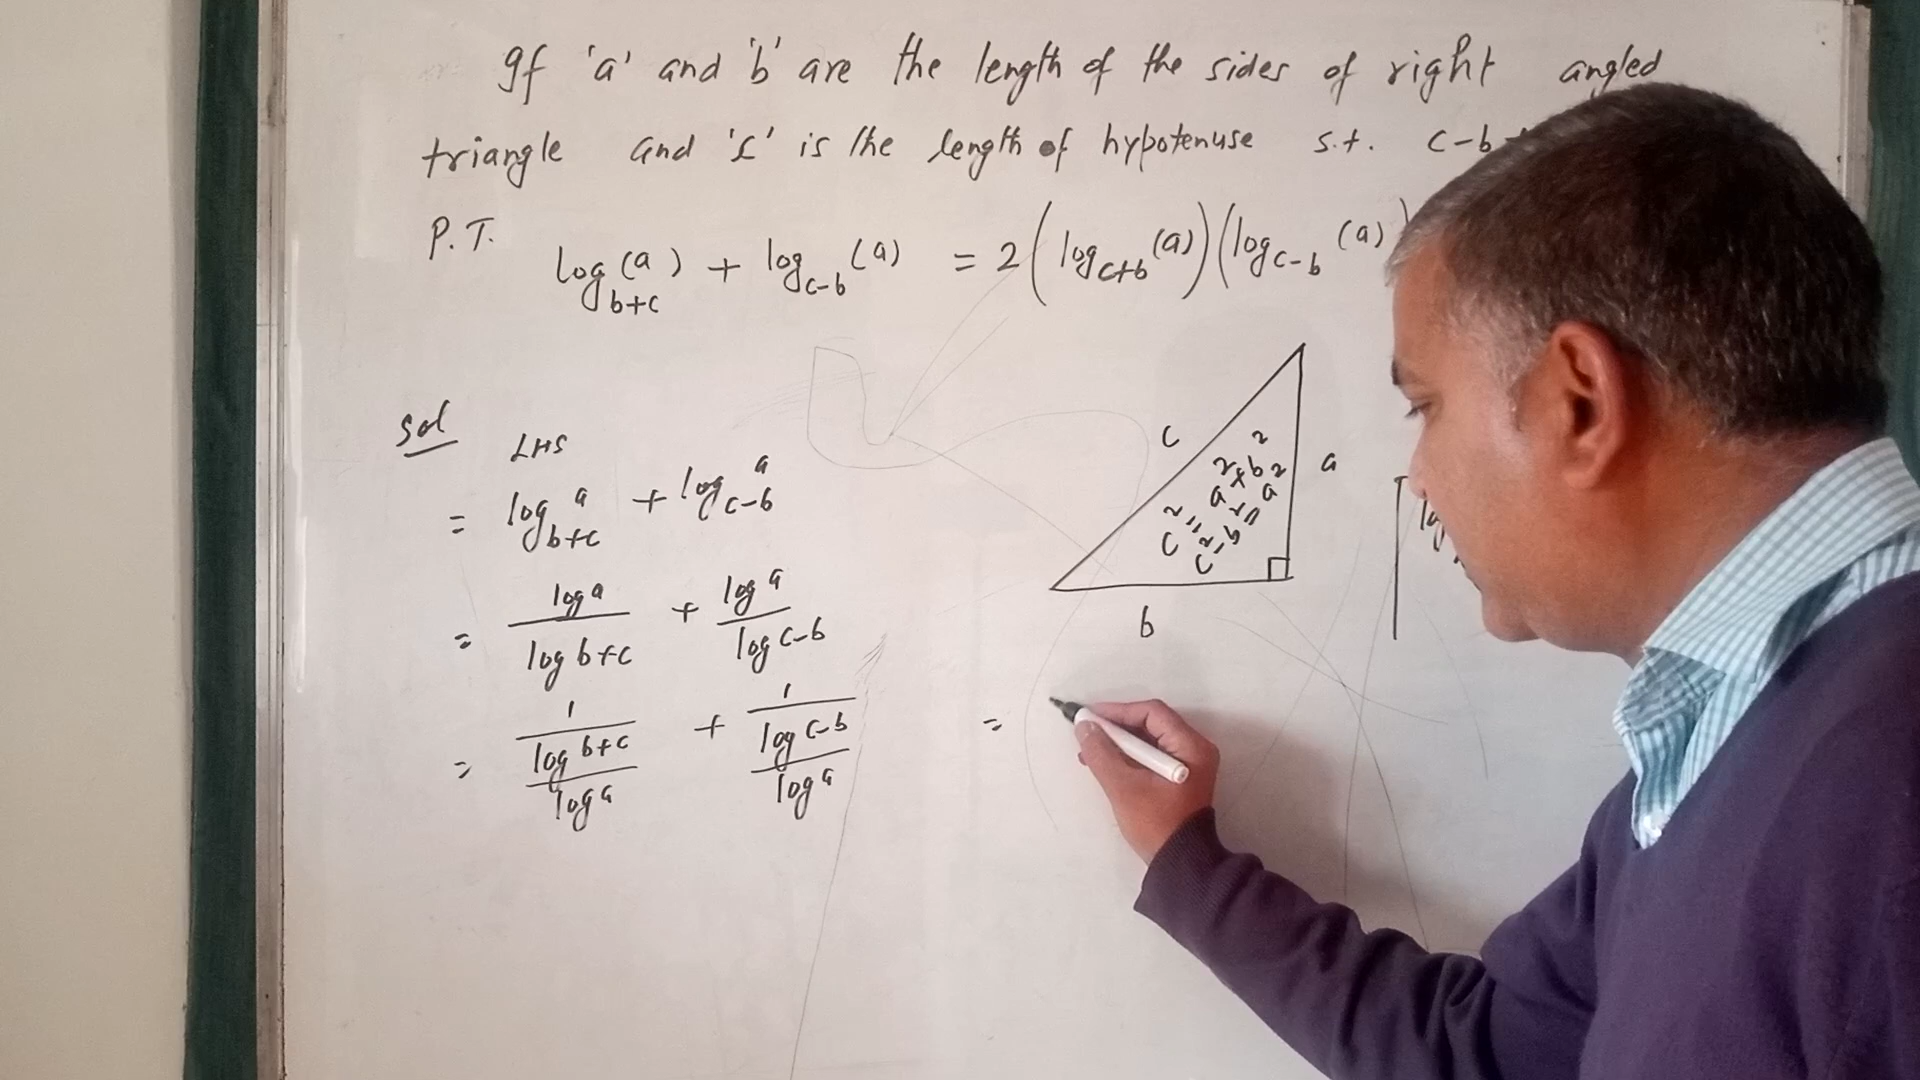 If 'a' and 'b' are the length of the sides of right angled
triangle and 'c' is the length of hypotenuse s.t. c-b
P.T. log_{b+c}(a) + log_{c-b}(a) = 2(log_{c+b}(a))(log_{c-b}(a)
Sol
LHS
= log_{b+c} a + log_{c-b} a
= log a / log b+c + log a / log c-b
= 1 / (log b+c / log a) + 1 / (log c-b / log a)
=
c
a
b
c² = a² + b²
c² - b² = a²
log